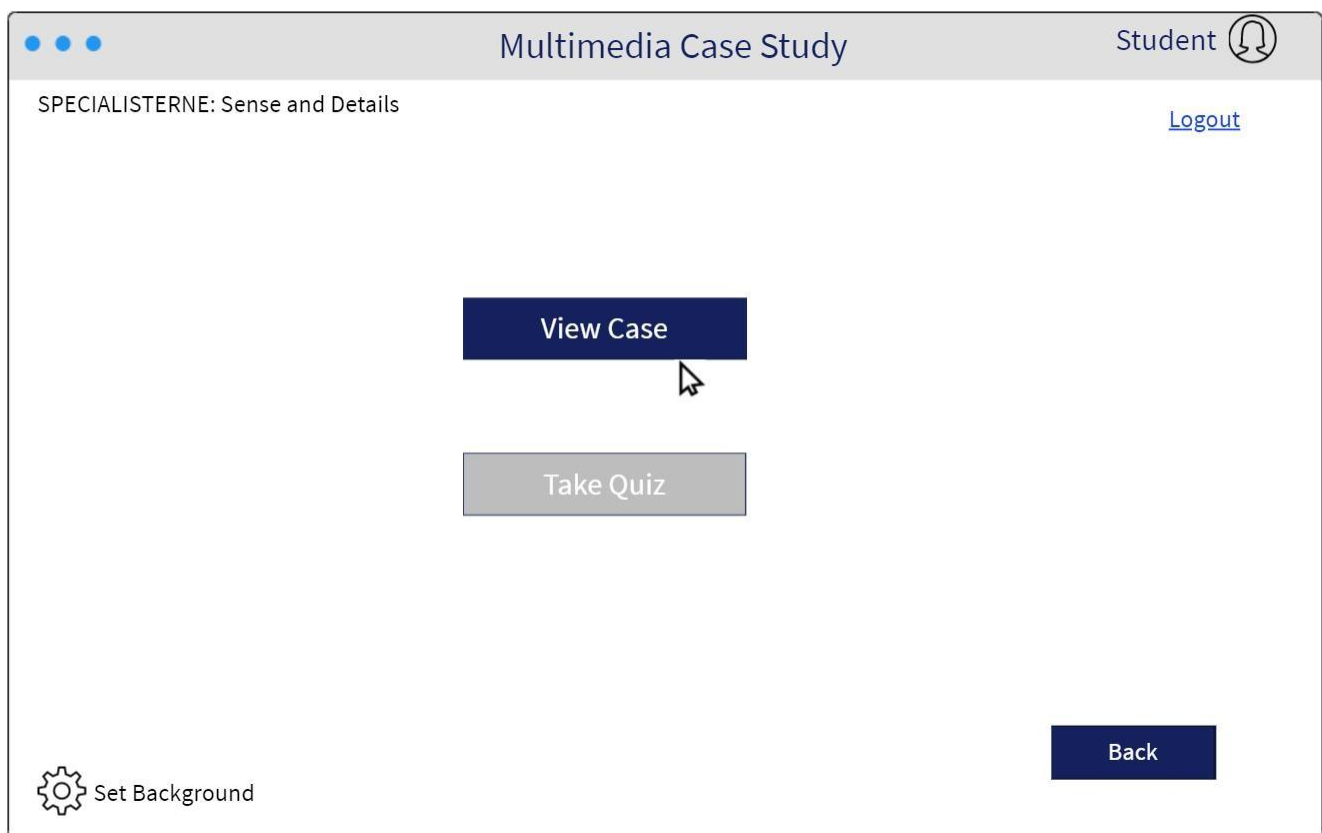 Multimedia Case Study
Student
SPECIALISTERNE: Sense and Details
Logout
View Case
Take Quiz
Back
Set Background